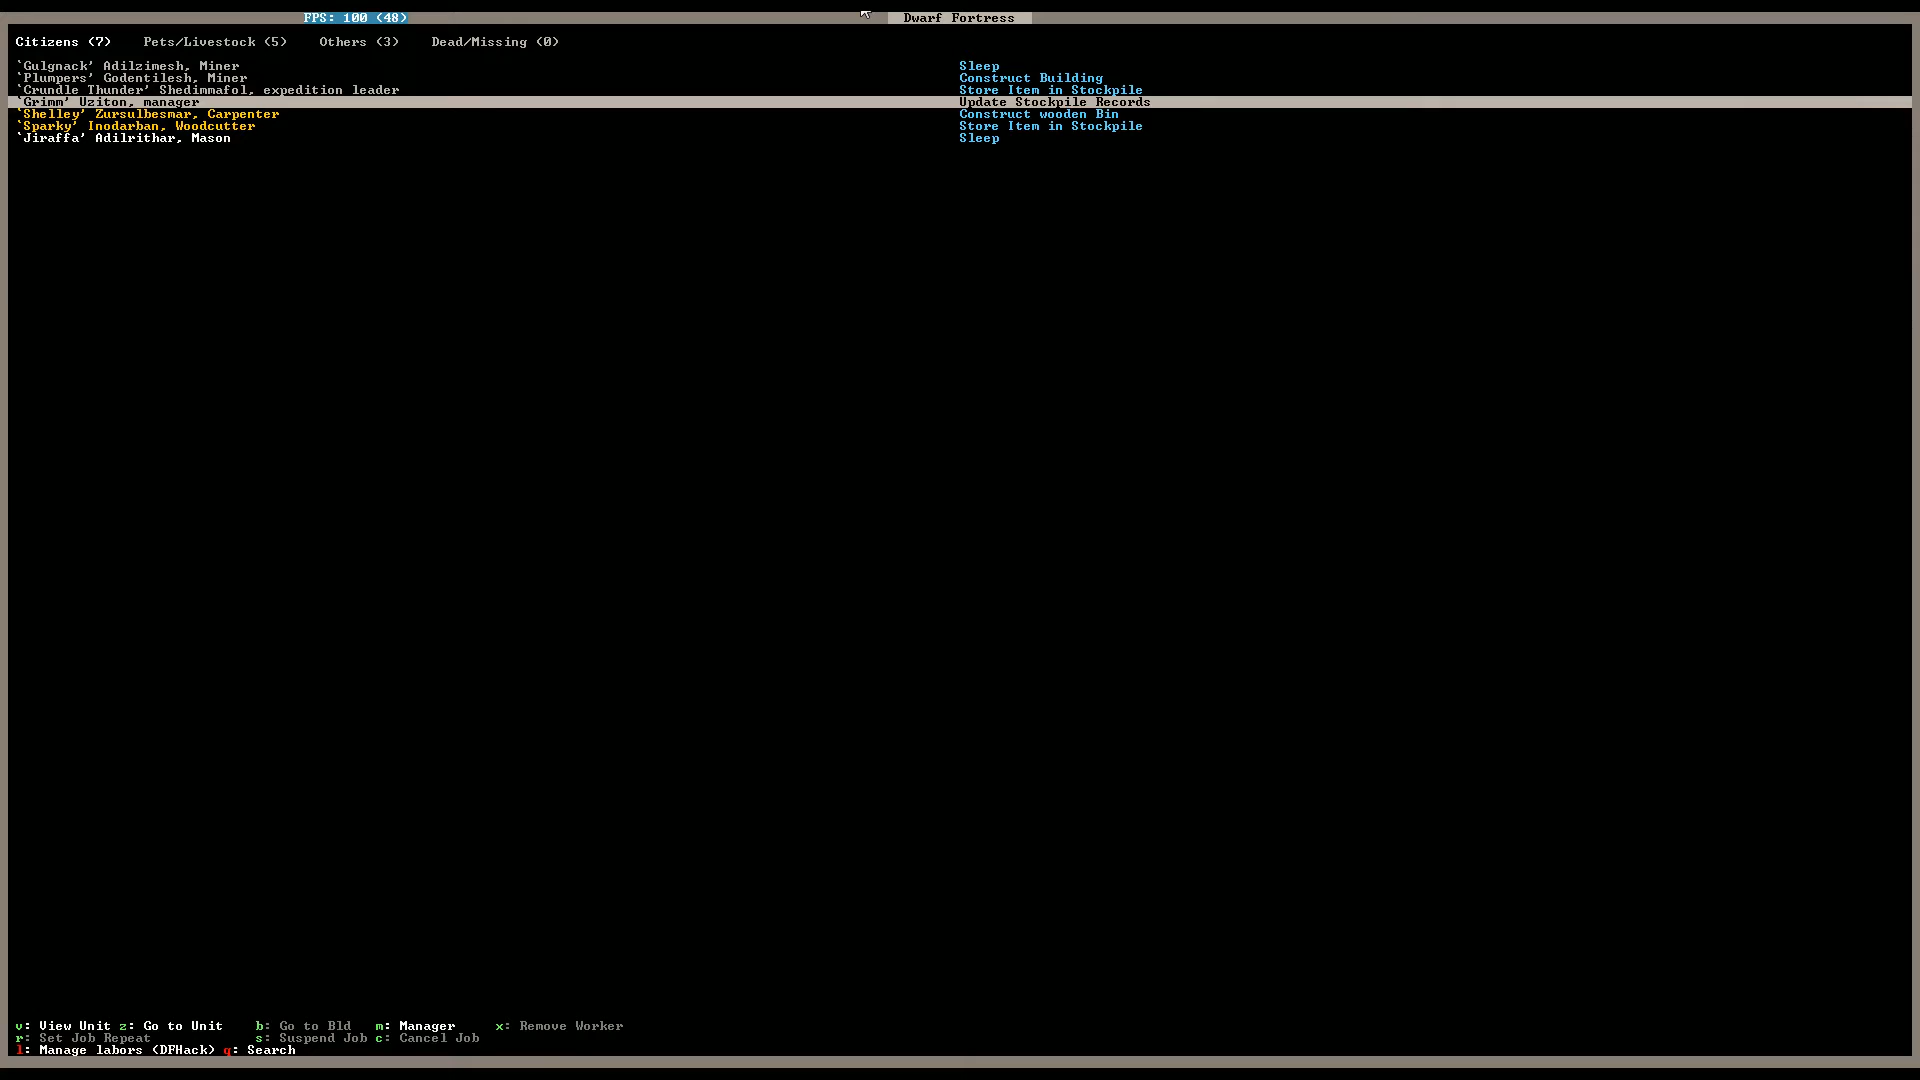 FPS: 100 (48) Dwarf Fortress
Citizens (7) Pets/Livestock (5) Others (3) Dead/Missing (0)
`Gulgnack' Adilzimesh, Miner Sleep
`Plumpers' Godentilesh, Miner Construct Building
`Crundle Thunder' Shedimmafol, expedition leader Store Item in Stockpile
`Grimm' Uziton, manager Update Stockpile Records
`Shelley' Zursulbesmar, Carpenter Construct wooden Bin
`Sparky' Inodarban, Woodcutter Store Item in Stockpile
`Jiraffa' Adilrithar, Mason Sleep
v: View Unit z: Go to Unit b: Go to Bld m: Manager x: Remove Worker
r: Set Job Repeat s: Suspend Job c: Cancel Job
l: Manage labors (DFHack) q: Search